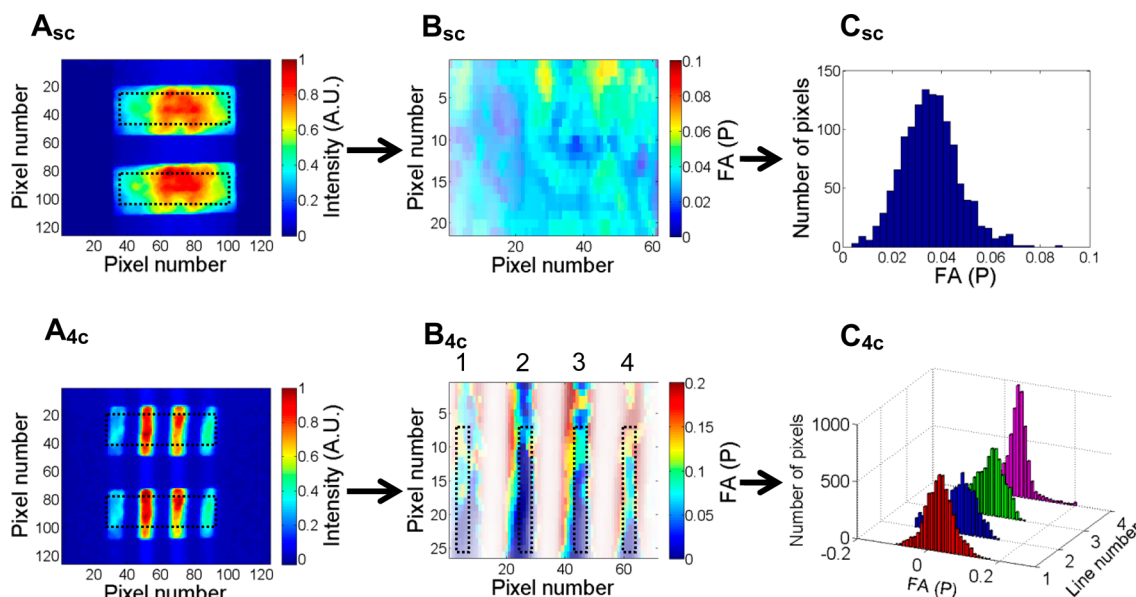 Asc
Pixel number
20
40
60
80
100
120
20 40 60 80 100 120
Pixel number
1
0.8
0.6
0.4
0.2
0
Intensity (A.U.)
Bsc
Pixel number
5
10
15
20
20 40 60
Pixel number
0.1
0.08
0.06
0.04
0.02
0
FA (P)
Csc
Number of pixels
150
100
50
0
0 0.02 0.04 0.06 0.08 0.1
FA (P)
A4c
Pixel number
20
40
60
80
100
120
20 40 60 80 100 120
Pixel number
1
0.8
0.6
0.4
0.2
0
Intensity (A.U.)
B4c
1 2 3 4
Pixel number
5
10
15
20
25
20 40 60
Pixel number
0.2
0.15
0.1
0.05
0
FA (P)
C4c
Number of pixels
1000
500
0
-0.2 0 0.2
FA (P)
1 2 3 4
Line number